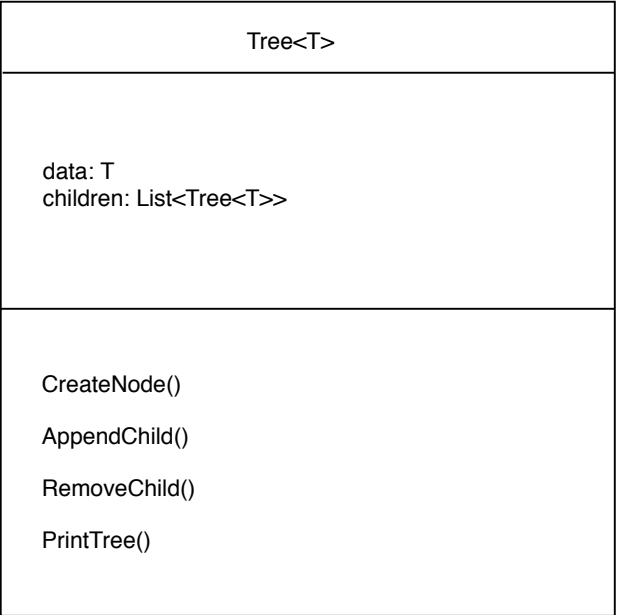 Tree<T>
data: T
children: List<Tree<T>>
CreateNode()
AppendChild()
RemoveChild()
PrintTree()